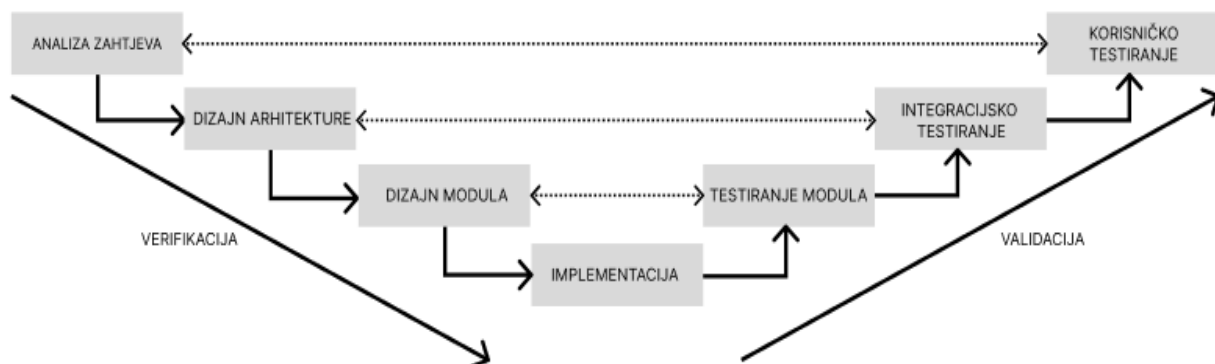 ANALIZA ZAHTJEVA
KORISNIČKO
TESTIRANJE
DIZAJN ARHITEKTURE
INTEGRACIJSKO
TESTIRANJE
DIZAJN MODULA
TESTIRANJE MODULA
VERIFIKACIJA
VALIDACIJA
IMPLEMENTACIJA